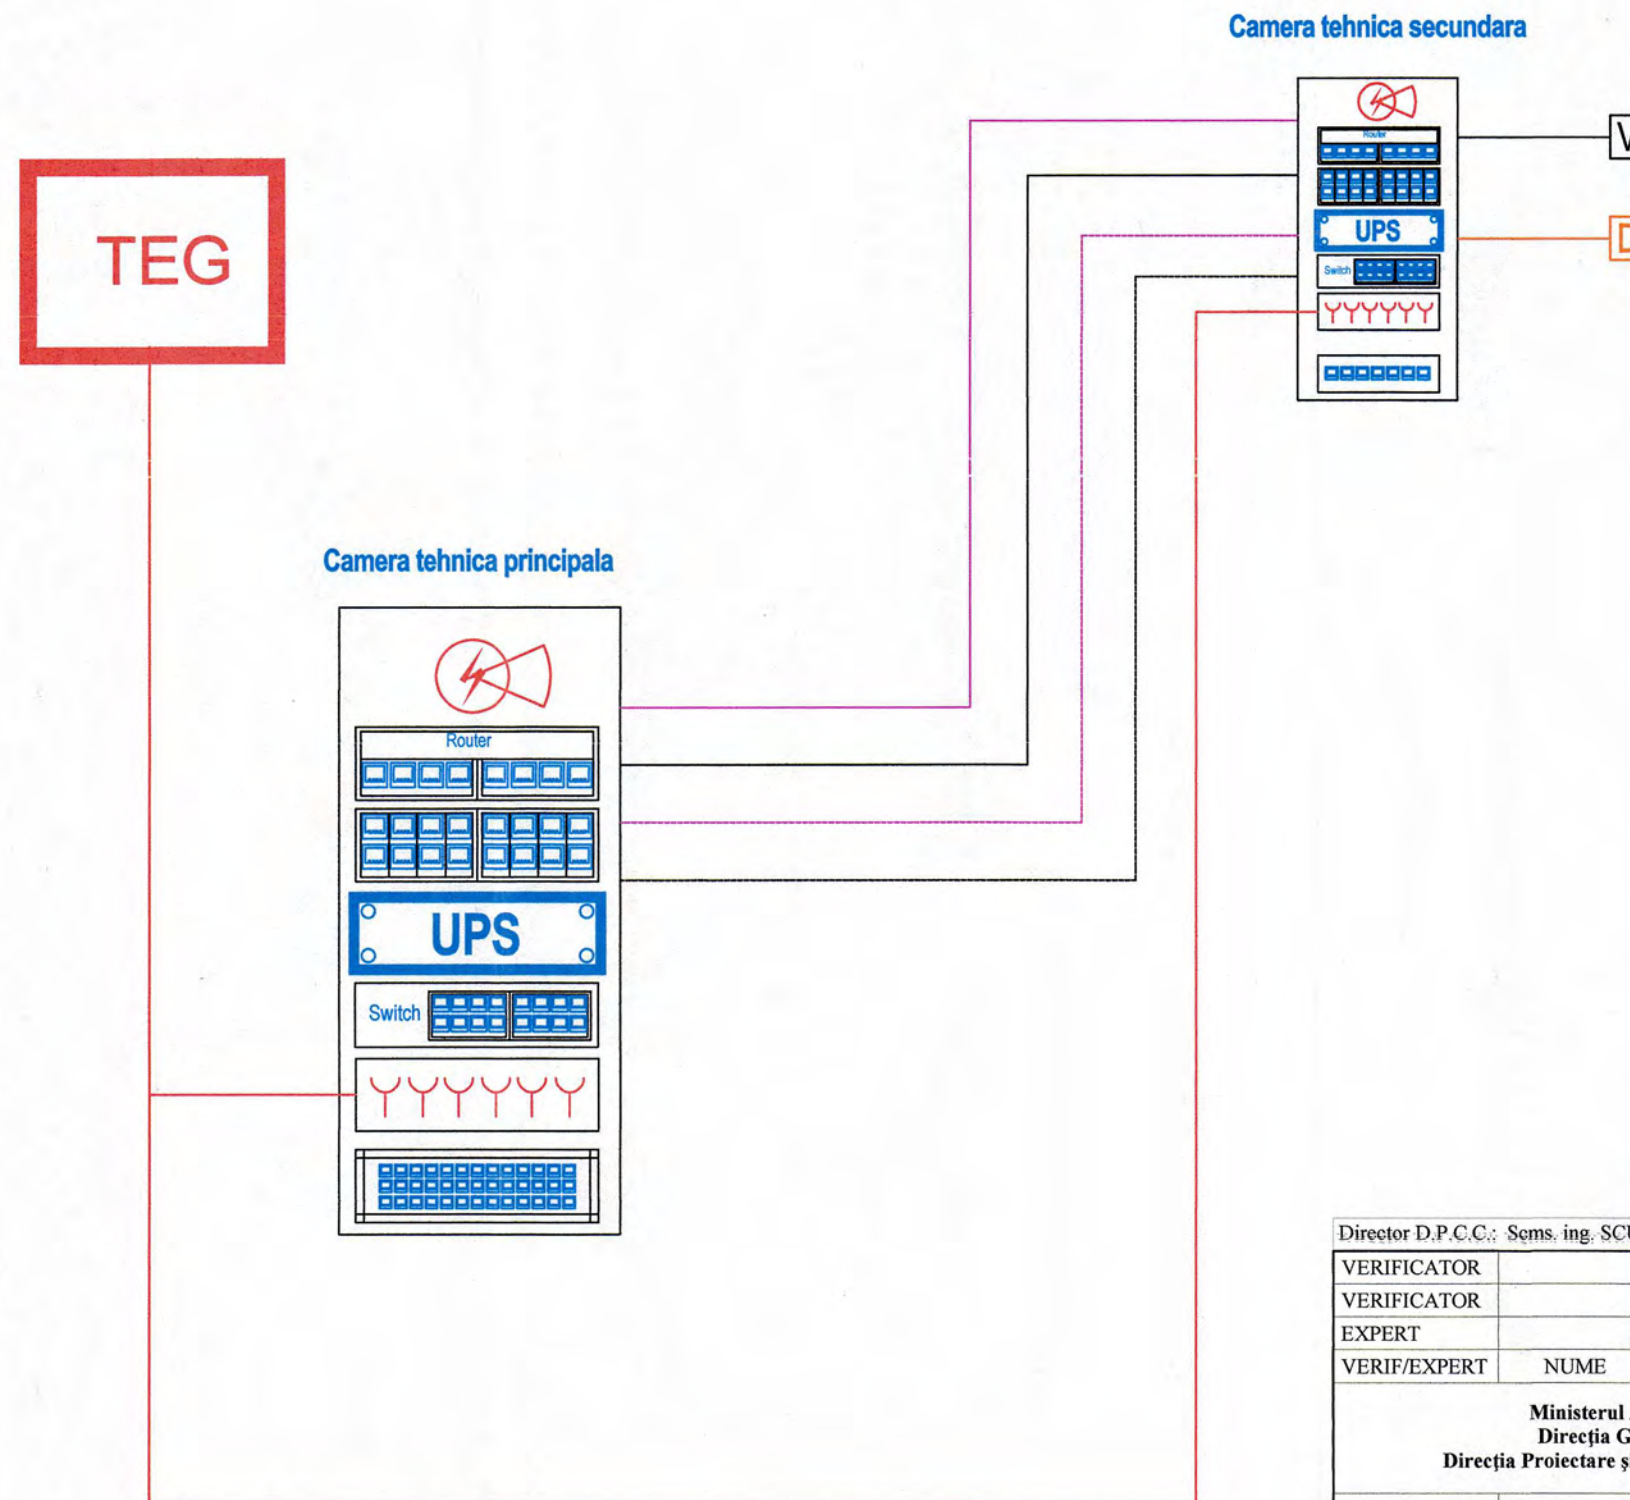 Camera tehnica secundara
Router
UPS
Switch
TEG
Camera tehnica principala
Router
UPS
Switch
Director D.P.C.C.: Scms. ing.
VERIFICATOR
VERIFICATOR
EXPERT
VERIF/EXPERT NUME
Ministerul
Direcţia
Direcţia Proiectare